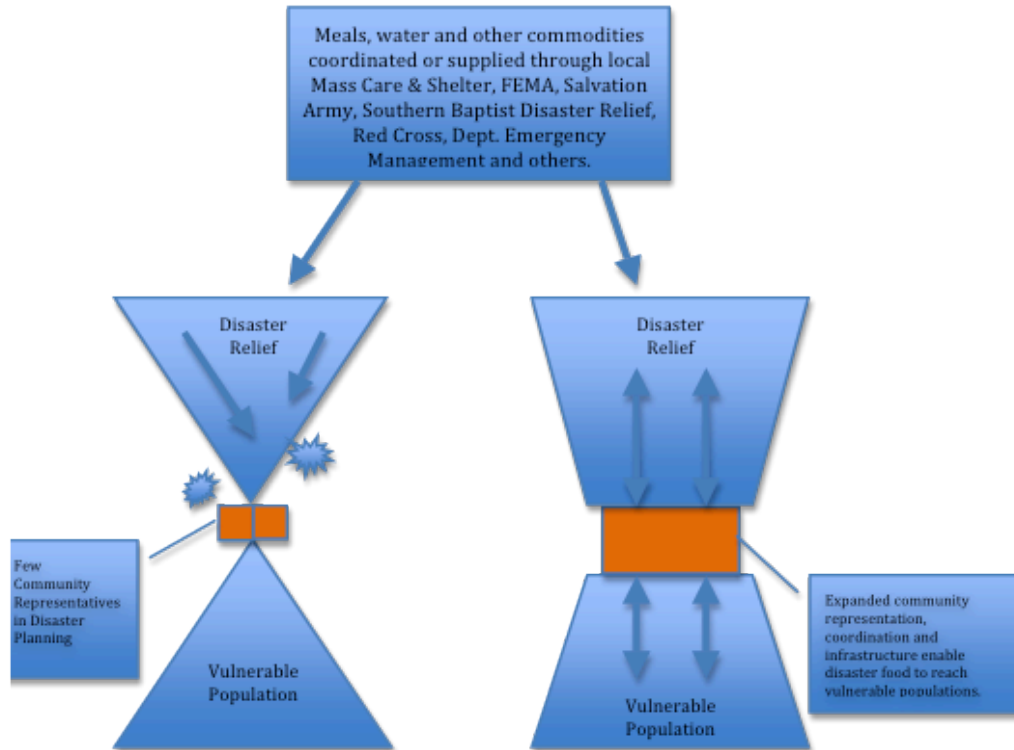 Meals, water and other commodities
coordinated or supplied through local
Mass Care & Shelter, FEMA, Salvation
Army, Southern Baptist Disaster Relief,
Red Cross, Dept. Emergency
Management and others.
Disaster
Relief
Disaster
Relief
Few
Community
Representatives
in Disaster
Planning
Expanded community
representation,
coordination and
infrastructure enable
disaster food to reach
vulnerable populations.
Vulnerable
Population
Vulnerable
Population